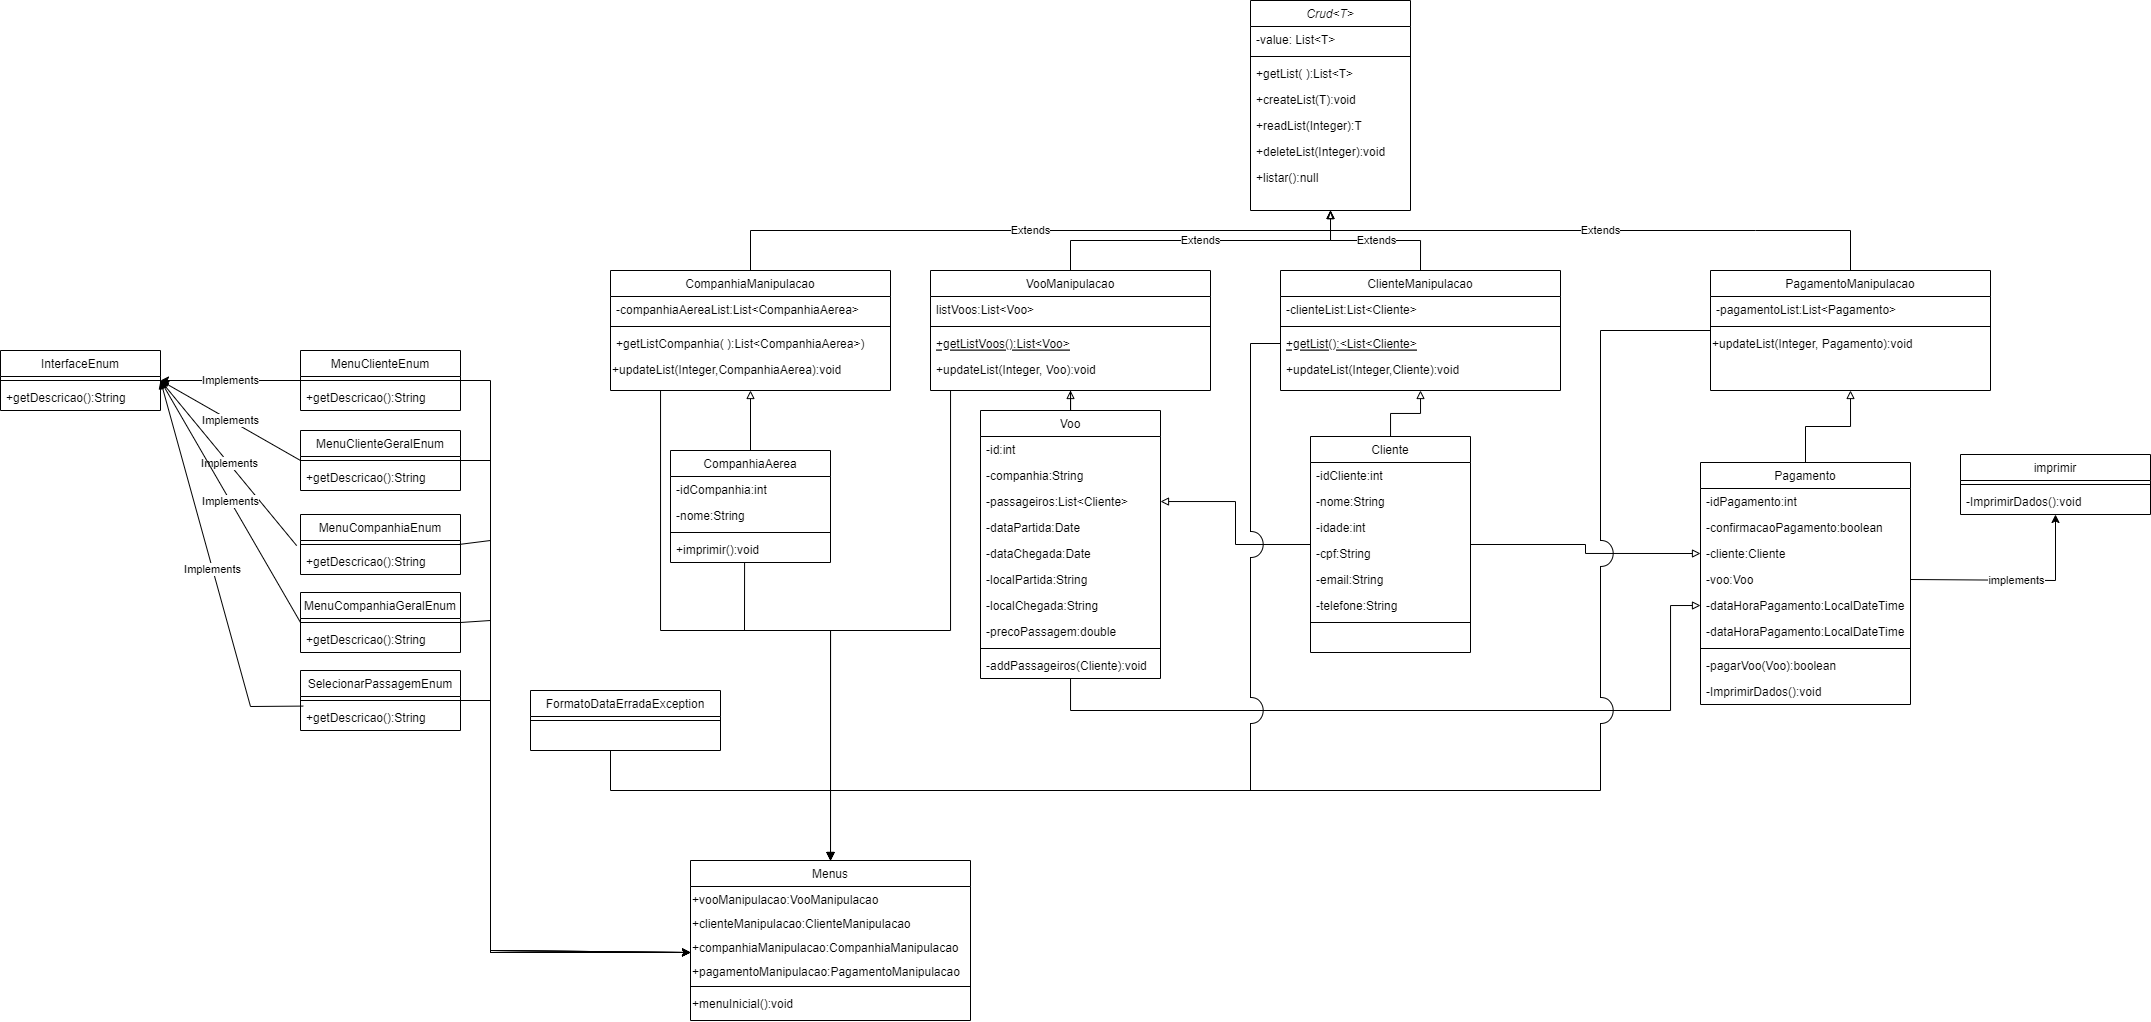 Crud<T>
-value: List<T>
+getList( ):List<T>
+createList(T):void
+readList(Integer):T
+deleteList(Integer):void
+listar():null
Extends
Extends
Extends
Extends
CompanhiaManipulacao
-companhiaAereaList:List<CompanhiaAerea>
+getListCompanhia( ):List<CompanhiaAerea>)
+updateList(Integer,CompanhiaAerea):void
VooManipulacao
listVoos:List<Voo>
+getListVoos():List<Voo>
+updateList(Integer, Voo):void
ClienteManipulacao
-clienteList:List<Cliente>
+getList():<List<Cliente>
+updateList(Integer,Cliente):void
PagamentoManipulacao
-pagamentoList:List<Pagamento>
+updateList(Integer, Pagamento):void
InterfaceEnum
+getDescricao():String
Implements
Implements
Implements
Implements
Implements
MenuClienteEnum
+getDescricao():String
MenuClienteGeralEnum
+getDescricao():String
MenuCompanhiaEnum
+getDescricao():String
MenuCompanhiaGeralEnum
+getDescricao():String
SelecionarPassagemEnum
+getDescricao():String
CompanhiaAerea
-idCompanhia:int
-nome:String
+imprimir():void
Voo
-id:int
-companhia:String
-passageiros:List<Cliente>
-dataPartida:Date
-dataChegada:Date
-localPartida:String
-localChegada:String
-precoPassagem:double
-addPassageiros(Cliente):void
Cliente
-idCliente:int
-nome:String
-idade:int
-cpf:String
-email:String
-telefone:String
Pagamento
-idPagamento:int
-confirmacaoPagamento:boolean
-cliente:Cliente
-voo:Voo
-dataHoraPagamento:LocalDateTime
-dataHoraPagamento:LocalDateTime
-pagarVoo(Voo):boolean
-ImprimirDados():void
implements
imprimir
-ImprimirDados():void
FormatoDataErradaException
Menus
+vooManipulacao:VooManipulacao
+clienteManipulacao:ClienteManipulacao
+companhiaManipulacao:CompanhiaManipulacao
+pagamentoManipulacao:PagamentoManipulacao
+menuInicial():void